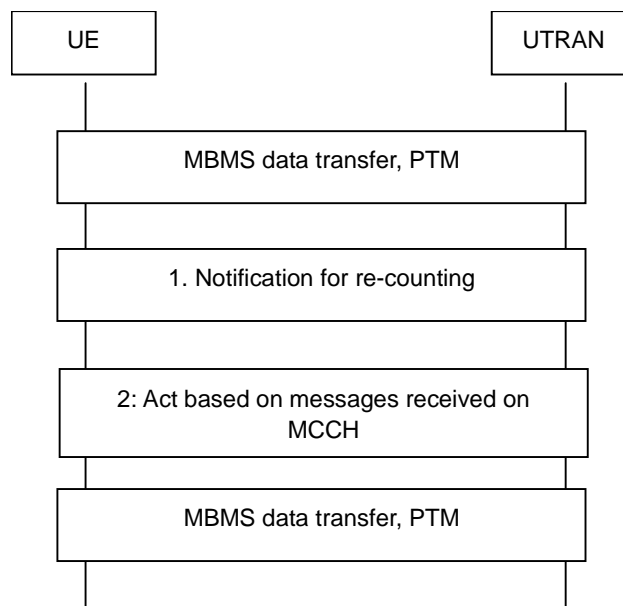 UE
UTRAN
MBMS data transfer, PTM
1. Notification for re-counting
2: Act based on messages received on
MCCH
MBMS data transfer, PTM